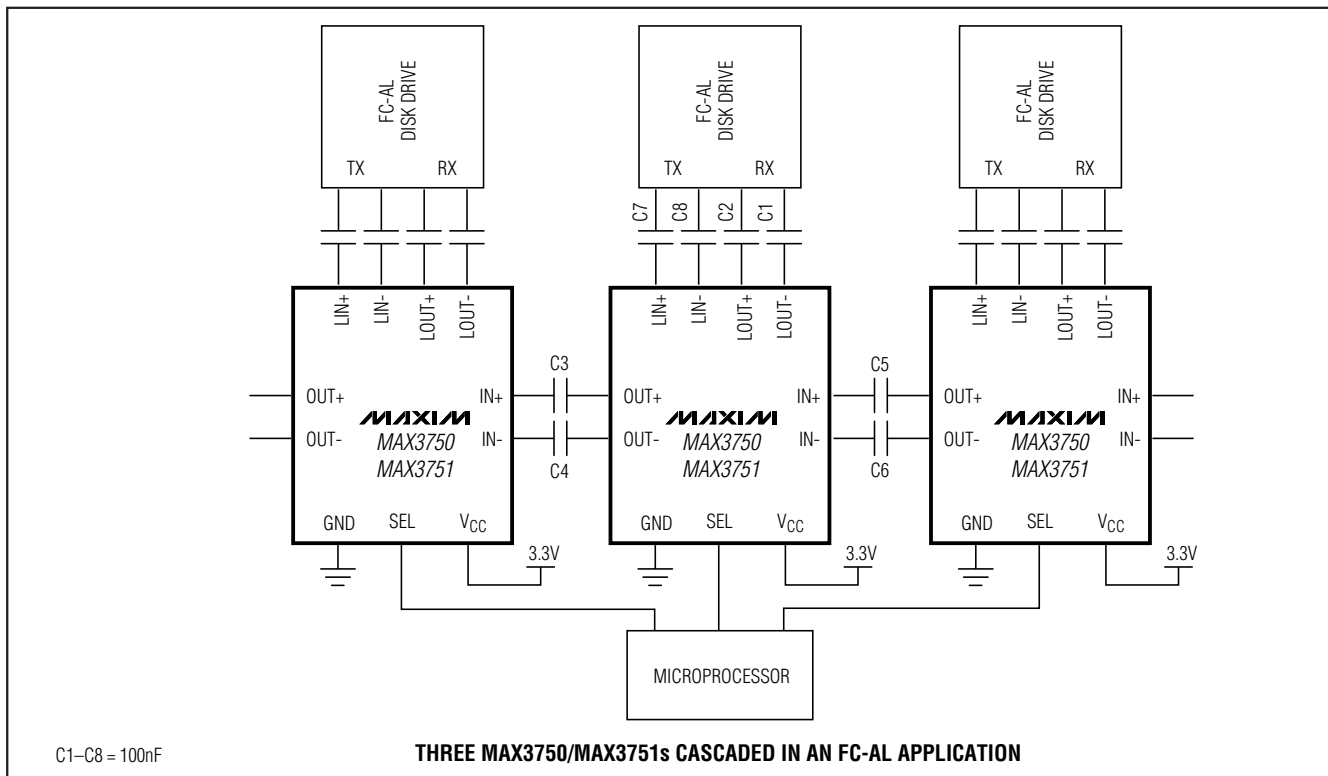 FC-AL
DISK DRIVE
FC-AL
DISK DRIVE
FC-AL
DISK DRIVE
TX RX
TX RX
TX RX
C7
C8
C2
C1
LIN+
LIN-
LOUT+
LOUT-
LIN+
LIN-
LOUT+
LOUT-
LIN+
LIN-
LOUT+
LOUT-
C3
C5
OUT+ IN+
OUT+ IN+
OUT+ IN+
MAXIM
MAXIM
MAXIM
OUT- MAX3750 IN-
OUT- MAX3750 IN-
OUT- MAX3750 IN-
MAX3751
MAX3751
MAX3751
C4
C6
GND SEL VCC
GND SEL VCC
GND SEL VCC
3.3V
3.3V
3.3V
MICROPROCESSOR
C1–C8 = 100nF
THREE MAX3750/MAX3751s CASCADED IN AN FC-AL APPLICATION